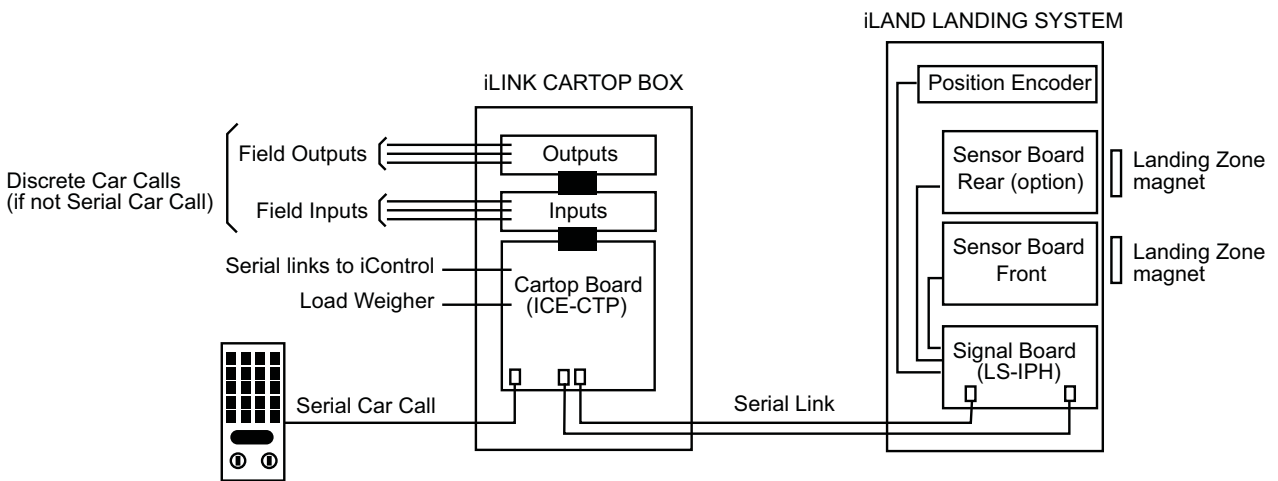 iLAND LANDING SYSTEM
Position Encoder
iLINK CARTOP BOX
Discrete Car Calls
(if not Serial Car Call)
Field Outputs
Outputs
Field Inputs
Inputs
Serial links to iControl
Load Weigher
Cartop Board
(ICE-CTP)
Sensor Board
Rear (option)
Landing Zone
magnet
Sensor Board
Front
Landing Zone
magnet
Signal Board
(LS-IPH)
Serial Car Call
Serial Link